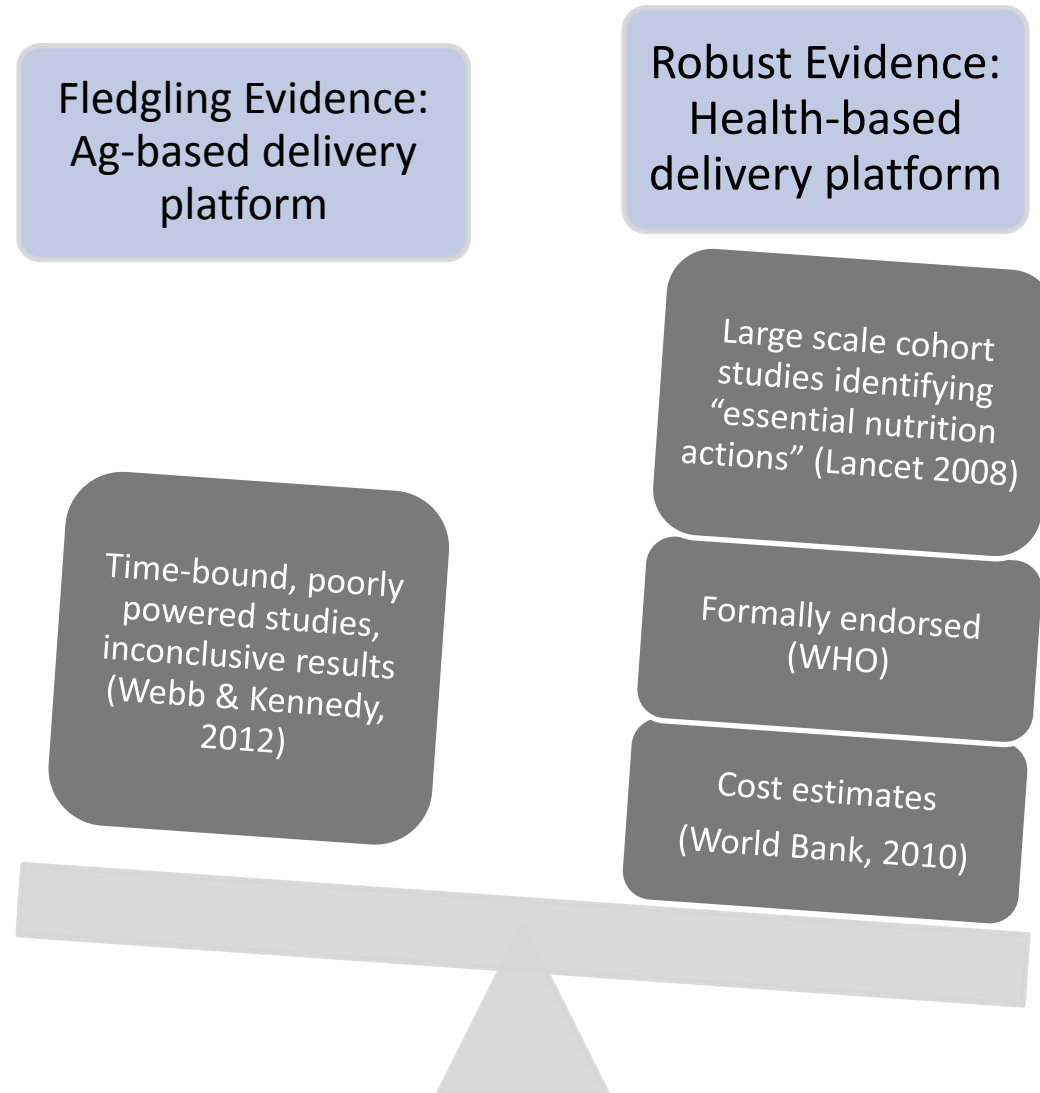 Fledgling Evidence:
Ag-based delivery
platform
Robust Evidence:
Health-based
delivery platform
Time-bound, poorly
powered studies,
inconclusive results
(Webb & Kennedy,
2012)
Large scale cohort
studies identifying
“essential nutrition
actions” (Lancet 2008)
Formally endorsed
(WHO)
Cost estimates
(World Bank, 2010)